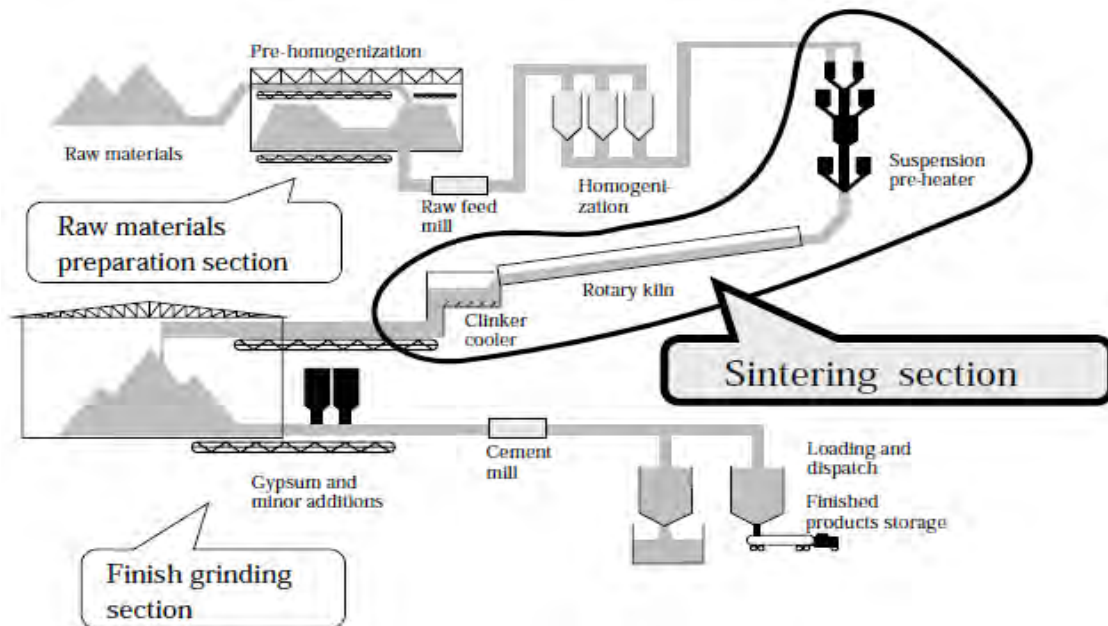 Pre-homogenization
Raw materials
Raw feed
mill
Homogeni-
zation
Suspension
pre-heater
Raw materials
preparation section
Rotary kiln
Clinker
cooler
Sintering section
Gypsum and
minor additions
Cement
mill
Loading and
dispatch
Finished
products storage
Finish grinding
section